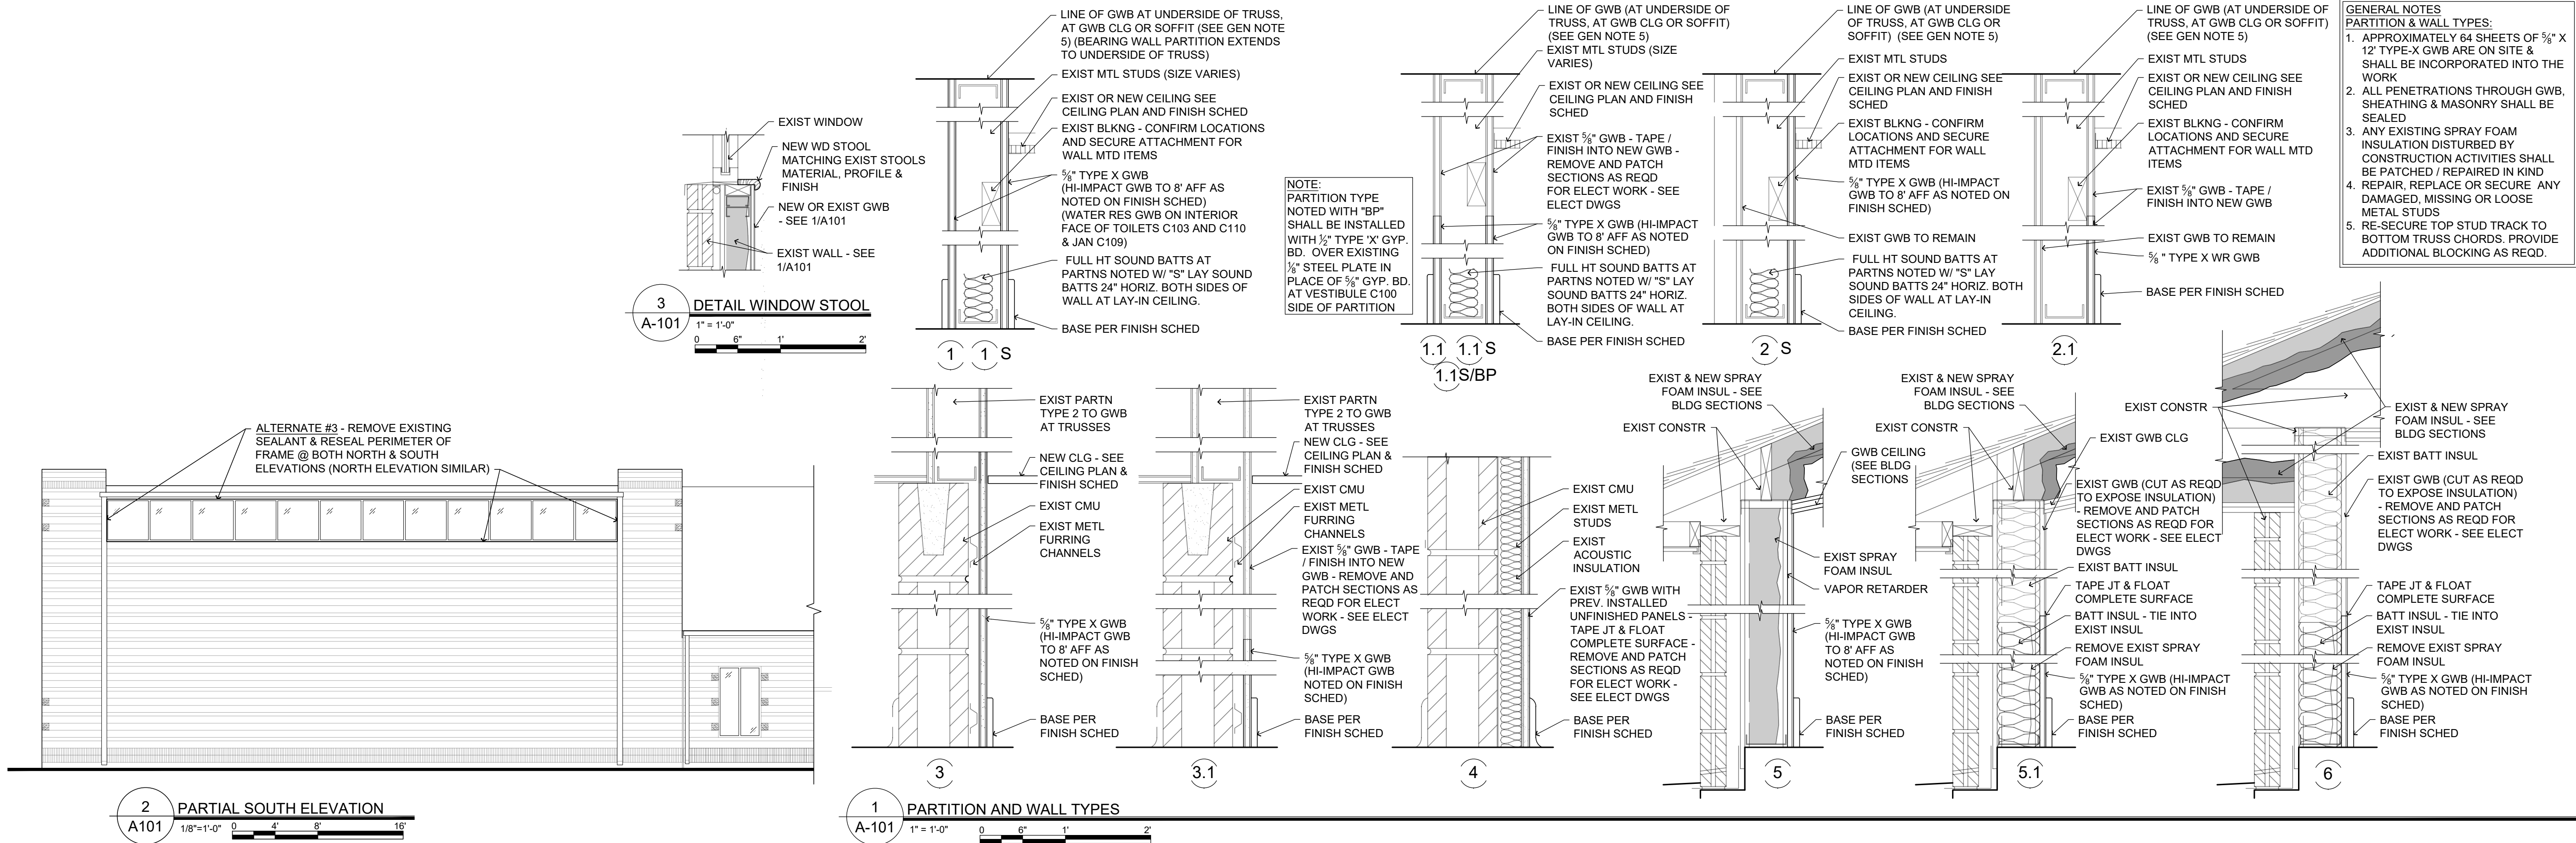 LINE OF GWB AT UNDERSIDE OF TRUSS,
AT GWB CLG OR SOFFIT (SEE GEN NOTE
5) (BEARING WALL PARTITION EXTENDS
TO UNDERSIDE OF TRUSS)
EXIST MTL STUDS (SIZE VARIES)
EXIST OR NEW CEILING SEE
CEILING PLAN AND FINISH SCHED
EXIST BLKNG - CONFIRM LOCATIONS
AND SECURE ATTACHMENT FOR
WALL MTD ITEMS
⅝" TYPE X GWB
(HI-IMPACT GWB TO 8' AFF AS
NOTED ON FINISH SCHED)
(WATER RES GWB ON INTERIOR
FACE OF TOILETS C103 AND C110
& JAN C109)
FULL HT SOUND BATTS AT
PARTNS NOTED W/ "S" LAY SOUND
BATTS 24" HORIZ. BOTH SIDES OF
WALL AT LAY-IN CEILING.
BASE PER FINISH SCHED
1 1 S
EXIST WINDOW
NEW WD STOOL
MATCHING EXIST STOOLS
MATERIAL, PROFILE &
FINISH
NEW OR EXIST GWB
- SEE 1/A101
EXIST WALL - SEE
1/A101
3
A-101
DETAIL WINDOW STOOL
1" = 1'-0"
0 6" 1' 2'
NOTE:
PARTITION TYPE
NOTED WITH "BP"
SHALL BE INSTALLED
WITH ½" TYPE 'X' GYP.
BD. OVER EXISTING
⅛" STEEL PLATE IN
PLACE OF ⅝" GYP. BD.
AT VESTIBULE C100
SIDE OF PARTITION
LINE OF GWB (AT UNDERSIDE OF
TRUSS, AT GWB CLG OR SOFFIT)
(SEE GEN NOTE 5)
EXIST MTL STUDS (SIZE
VARIES)
EXIST OR NEW CEILING SEE
CEILING PLAN AND FINISH
SCHED
EXIST ⅝" GWB - TAPE /
FINISH INTO NEW GWB -
REMOVE AND PATCH
SECTIONS AS REQD
FOR ELECT WORK - SEE
ELECT DWGS
⅝" TYPE X GWB (HI-IMPACT
GWB TO 8' AFF AS NOTED
ON FINISH SCHED)
FULL HT SOUND BATTS AT
PARTNS NOTED W/ "S" LAY
SOUND BATTS 24" HORIZ.
BOTH SIDES OF WALL AT
LAY-IN CEILING.
BASE PER FINISH SCHED
1.1 1.1 S
1.1S/BP
LINE OF GWB (AT UNDERSIDE
OF TRUSS, AT GWB CLG OR
SOFFIT) (SEE GEN NOTE 5)
EXIST MTL STUDS
EXIST OR NEW CEILING SEE
CEILING PLAN AND FINISH
SCHED
EXIST BLKNG - CONFIRM
LOCATIONS AND SECURE
ATTACHMENT FOR WALL
MTD ITEMS
⅝" TYPE X GWB (HI-IMPACT
GWB TO 8' AFF AS NOTED ON
FINISH SCHED)
EXIST GWB TO REMAIN
FULL HT SOUND BATTS AT
PARTNS NOTED W/ "S" LAY
SOUND BATTS 24" HORIZ. BOTH
SIDES OF WALL AT LAY-IN
CEILING.
BASE PER FINISH SCHED
2 S
LINE OF GWB (AT UNDERSIDE OF
TRUSS, AT GWB CLG OR SOFFIT)
(SEE GEN NOTE 5)
EXIST MTL STUDS
EXIST OR NEW CEILING SEE
CEILING PLAN AND FINISH
SCHED
EXIST BLKNG - CONFIRM
LOCATIONS AND SECURE
ATTACHMENT FOR WALL MTD
ITEMS
EXIST ⅝" GWB - TAPE /
FINISH INTO NEW GWB
EXIST GWB TO REMAIN
⅝ " TYPE X WR GWB
BASE PER FINISH SCHED
2.1
GENERAL NOTES
PARTITION & WALL TYPES:
1. APPROXIMATELY 64 SHEETS OF ⅝" X
12' TYPE-X GWB ARE ON SITE &
SHALL BE INCORPORATED INTO THE
WORK
2. ALL PENETRATIONS THROUGH GWB,
SHEATHING & MASONRY SHALL BE
SEALED
3. ANY EXISTING SPRAY FOAM
INSULATION DISTURBED BY
CONSTRUCTION ACTIVITIES SHALL
BE PATCHED / REPAIRED IN KIND
4. REPAIR, REPLACE OR SECURE ANY
DAMAGED, MISSING OR LOOSE
METAL STUDS
5. RE-SECURE TOP STUD TRACK TO
BOTTOM TRUSS CHORDS. PROVIDE
ADDITIONAL BLOCKING AS REQD.
ALTERNATE #3 - REMOVE EXISTING
SEALANT & RESEAL PERIMETER OF
FRAME @ BOTH NORTH & SOUTH
ELEVATIONS (NORTH ELEVATION SIMILAR)
2
A101
PARTIAL SOUTH ELEVATION
1/8"=1'-0"
0 4' 8' 16'
EXIST PARTN
TYPE 2 TO GWB
AT TRUSSES
NEW CLG - SEE
CEILING PLAN &
FINISH SCHED
EXIST CMU
EXIST METL
FURRING
CHANNELS
⅝" TYPE X GWB
(HI-IMPACT GWB
TO 8' AFF AS
NOTED ON FINISH
SCHED)
BASE PER
FINISH SCHED
3
EXIST PARTN
TYPE 2 TO GWB
AT TRUSSES
NEW CLG - SEE
CEILING PLAN &
FINISH SCHED
EXIST CMU
EXIST METL
FURRING
CHANNELS
EXIST ⅝" GWB - TAPE
/ FINISH INTO NEW
GWB - REMOVE AND
PATCH SECTIONS AS
REQD FOR ELECT
WORK - SEE ELECT
DWGS
⅝" TYPE X GWB
(HI-IMPACT GWB
NOTED ON FINISH
SCHED)
BASE PER
FINISH SCHED
3.1
EXIST CMU
EXIST METL
STUDS
EXIST
ACOUSTIC
INSULATION
EXIST ⅝" GWB WITH
PREV. INSTALLED
UNFINISHED PANELS -
TAPE JT & FLOAT
COMPLETE SURFACE -
REMOVE AND PATCH
SECTIONS AS REQD
FOR ELECT WORK -
SEE ELECT DWGS
BASE PER
FINISH SCHED
4
EXIST & NEW SPRAY
FOAM INSUL - SEE
BLDG SECTIONS
EXIST CONSTR
GWB CEILING
(SEE BLDG
SECTIONS
EXIST SPRAY
FOAM INSUL
VAPOR RETARDER
⅝" TYPE X GWB
(HI-IMPACT GWB
TO 8' AFF AS
NOTED ON FINISH
SCHED)
BASE PER
FINISH SCHED
5
EXIST & NEW SPRAY
FOAM INSUL - SEE
BLDG SECTIONS
EXIST CONSTR
EXIST GWB CLG
EXIST GWB (CUT AS REQD
TO EXPOSE INSULATION)
- REMOVE AND PATCH
SECTIONS AS REQD FOR
ELECT WORK - SEE ELECT
DWGS
EXIST BATT INSUL
TAPE JT & FLOAT
COMPLETE SURFACE
BATT INSUL - TIE INTO
EXIST INSUL
REMOVE EXIST SPRAY
FOAM INSUL
⅝" TYPE X GWB (HI-IMPACT
GWB AS NOTED ON FINISH
SCHED)
BASE PER
FINISH SCHED
5.1
EXIST CONSTR
EXIST & NEW SPRAY
FOAM INSUL - SEE
BLDG SECTIONS
EXIST BATT INSUL
EXIST GWB (CUT AS REQD
TO EXPOSE INSULATION)
- REMOVE AND PATCH
SECTIONS AS REQD FOR
ELECT WORK - SEE ELECT
DWGS
TAPE JT & FLOAT
COMPLETE SURFACE
BATT INSUL - TIE INTO
EXIST INSUL
REMOVE EXIST SPRAY
FOAM INSUL
⅝" TYPE X GWB (HI-IMPACT
GWB AS NOTED ON FINISH
SCHED)
BASE PER
FINISH SCHED
6
1
A-101
PARTITION AND WALL TYPES
1" = 1'-0"
0 6" 1' 2'